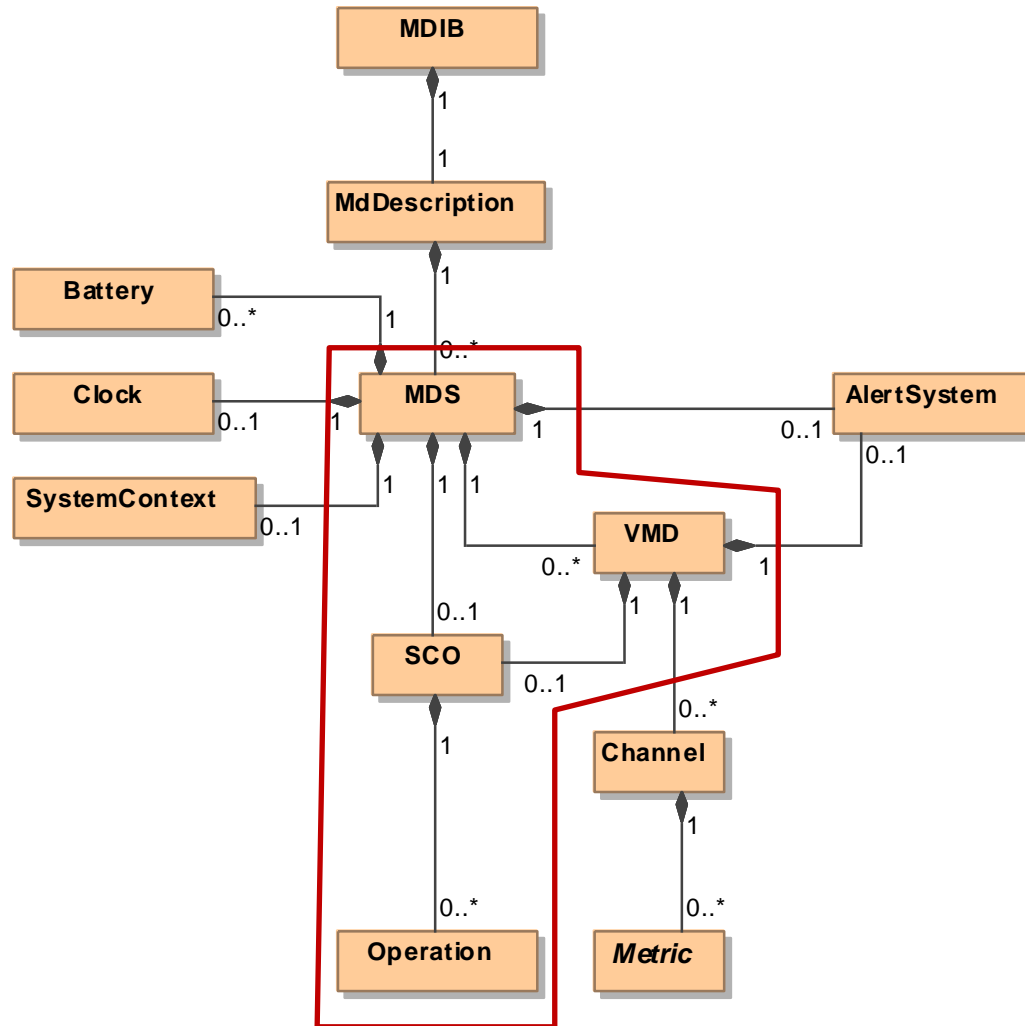 MDIB
1
1
MdDescription
1
Battery
0..*
1
0..*
Clock
0..1
1
MDS
1
0..1
AlertSystem
0..1
SystemContext
0..1
1
1
1
VMD
1
0..*
1
1
0..1
SCO
0..1
1
0..*
Channel
1
0..*
Operation
0..*
Metric